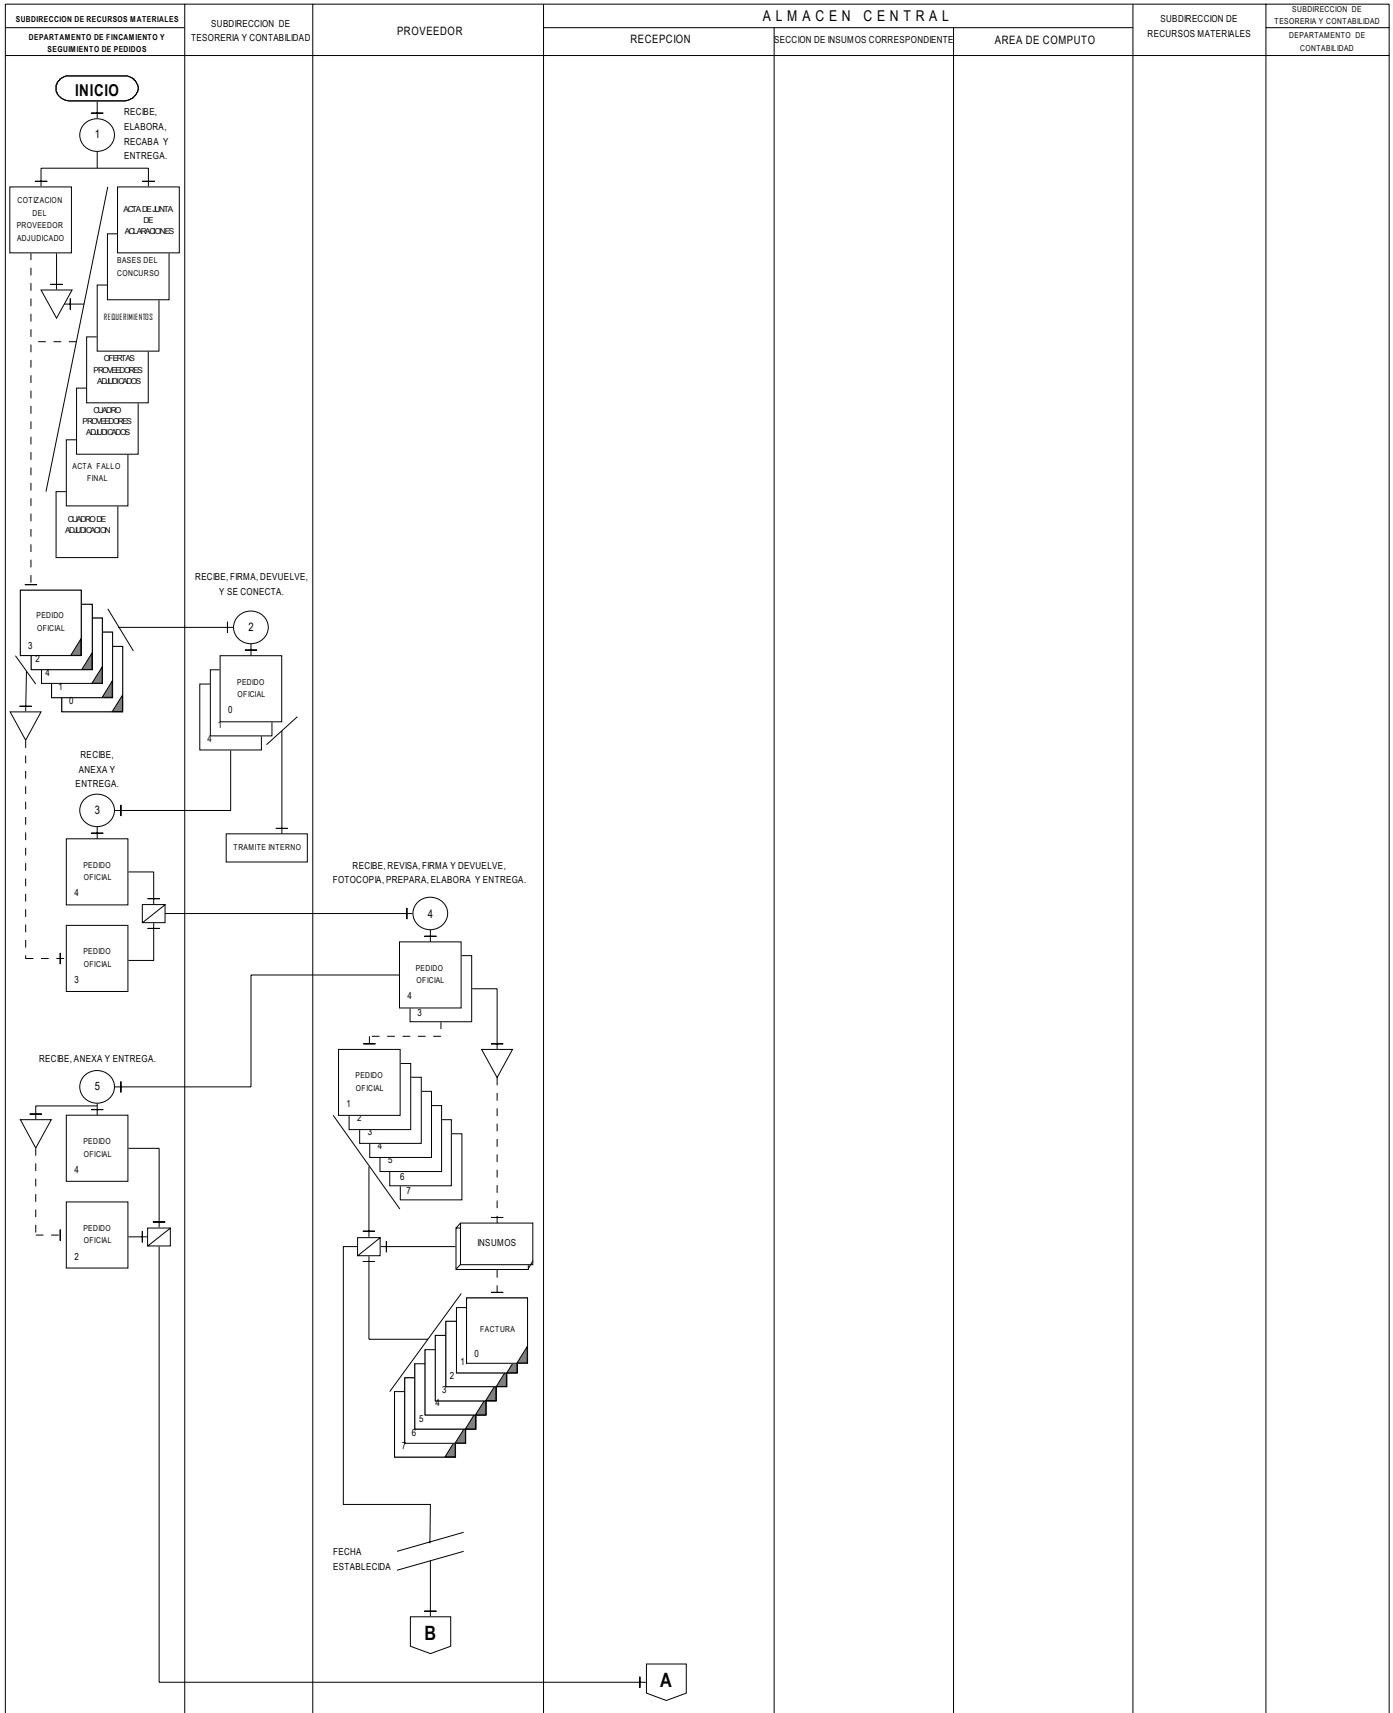 SUBDIRECCION DE RECURSOS MATERIALES
DEPARTAMENTO DE FINCAMIENTO Y
SEGUIMIENTO DE PEDIDOS
SUBDIRECCION DE
TESORERIA Y CONTABILIDAD
PROVEEDOR
ALMACEN CENTRAL
RECEPCION
SECCION DE INSUMOS CORRESPONDIENTE
AREA DE COMPUTO
SUBDIRECCION DE
RECURSOS MATERIALES
SUBDIRECCION DE
TESORERIA Y CONTABILIDAD
DEPARTAMENTO DE
CONTABILIDAD
INICIO
1
RECIBE,
ELABORA,
RECABA Y
ENTREGA.
COTIZACION
DEL
PROVEEDOR
ADJUDICADO
ACTA DE JUNTA
DE
ACLARACIONES
BASES DEL
CONCURSO
REQUERIMIENTOS
OFERTAS
PROVEEDORES
ADJUDICADOS
CUADRO
PROVEEDORES
ADJUDICADOS
ACTA FALLO
FINAL
CUADRO DE
ADJUDICACION
PEDIDO
OFICIAL
3
2
4
1
0
RECIBE, FIRMA, DEVUELVE,
Y SE CONECTA.
2
PEDIDO
OFICIAL
0
1
4
TRAMITE INTERNO
RECIBE,
ANEXA Y
ENTREGA.
3
PEDIDO
OFICIAL
4
PEDIDO
OFICIAL
3
RECIBE, REVISA, FIRMA Y DEVUELVE,
FOTOCOPIA, PREPARA, ELABORA Y ENTREGA.
4
PEDIDO
OFICIAL
4
3
PEDIDO
OFICIAL
1
2
3
4
5
6
7
RECIBE, ANEXA Y ENTREGA.
5
PEDIDO
OFICIAL
4
PEDIDO
OFICIAL
2
INSUMOS
FACTURA
0
1
2
3
4
5
6
7
FECHA
ESTABLECIDA
B
A